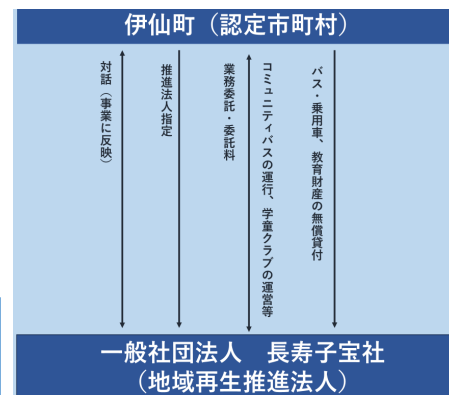 伊仙町（認定市町村）
対話（事業に反映）
推進法人指定
業務委託・委託料
コミュニティバスの運行、学童クラブの運営等
バス・乗用車、教育財産の無償貸付
一般社団法人　長寿子宝社
（地域再生推進法人）